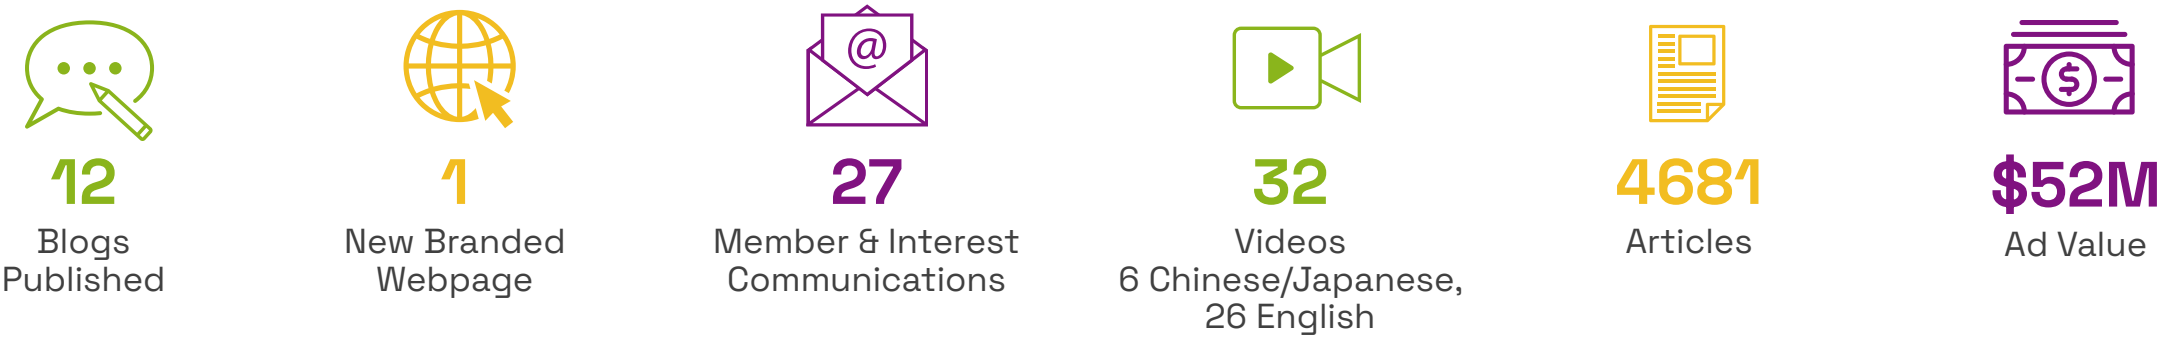 @
$
12
Blogs
Published
1
New Branded
Webpage
27
Member & Interest
Communications
32
Videos
6 Chinese/Japanese,
26 English
4681
Articles
$52M
Ad Value